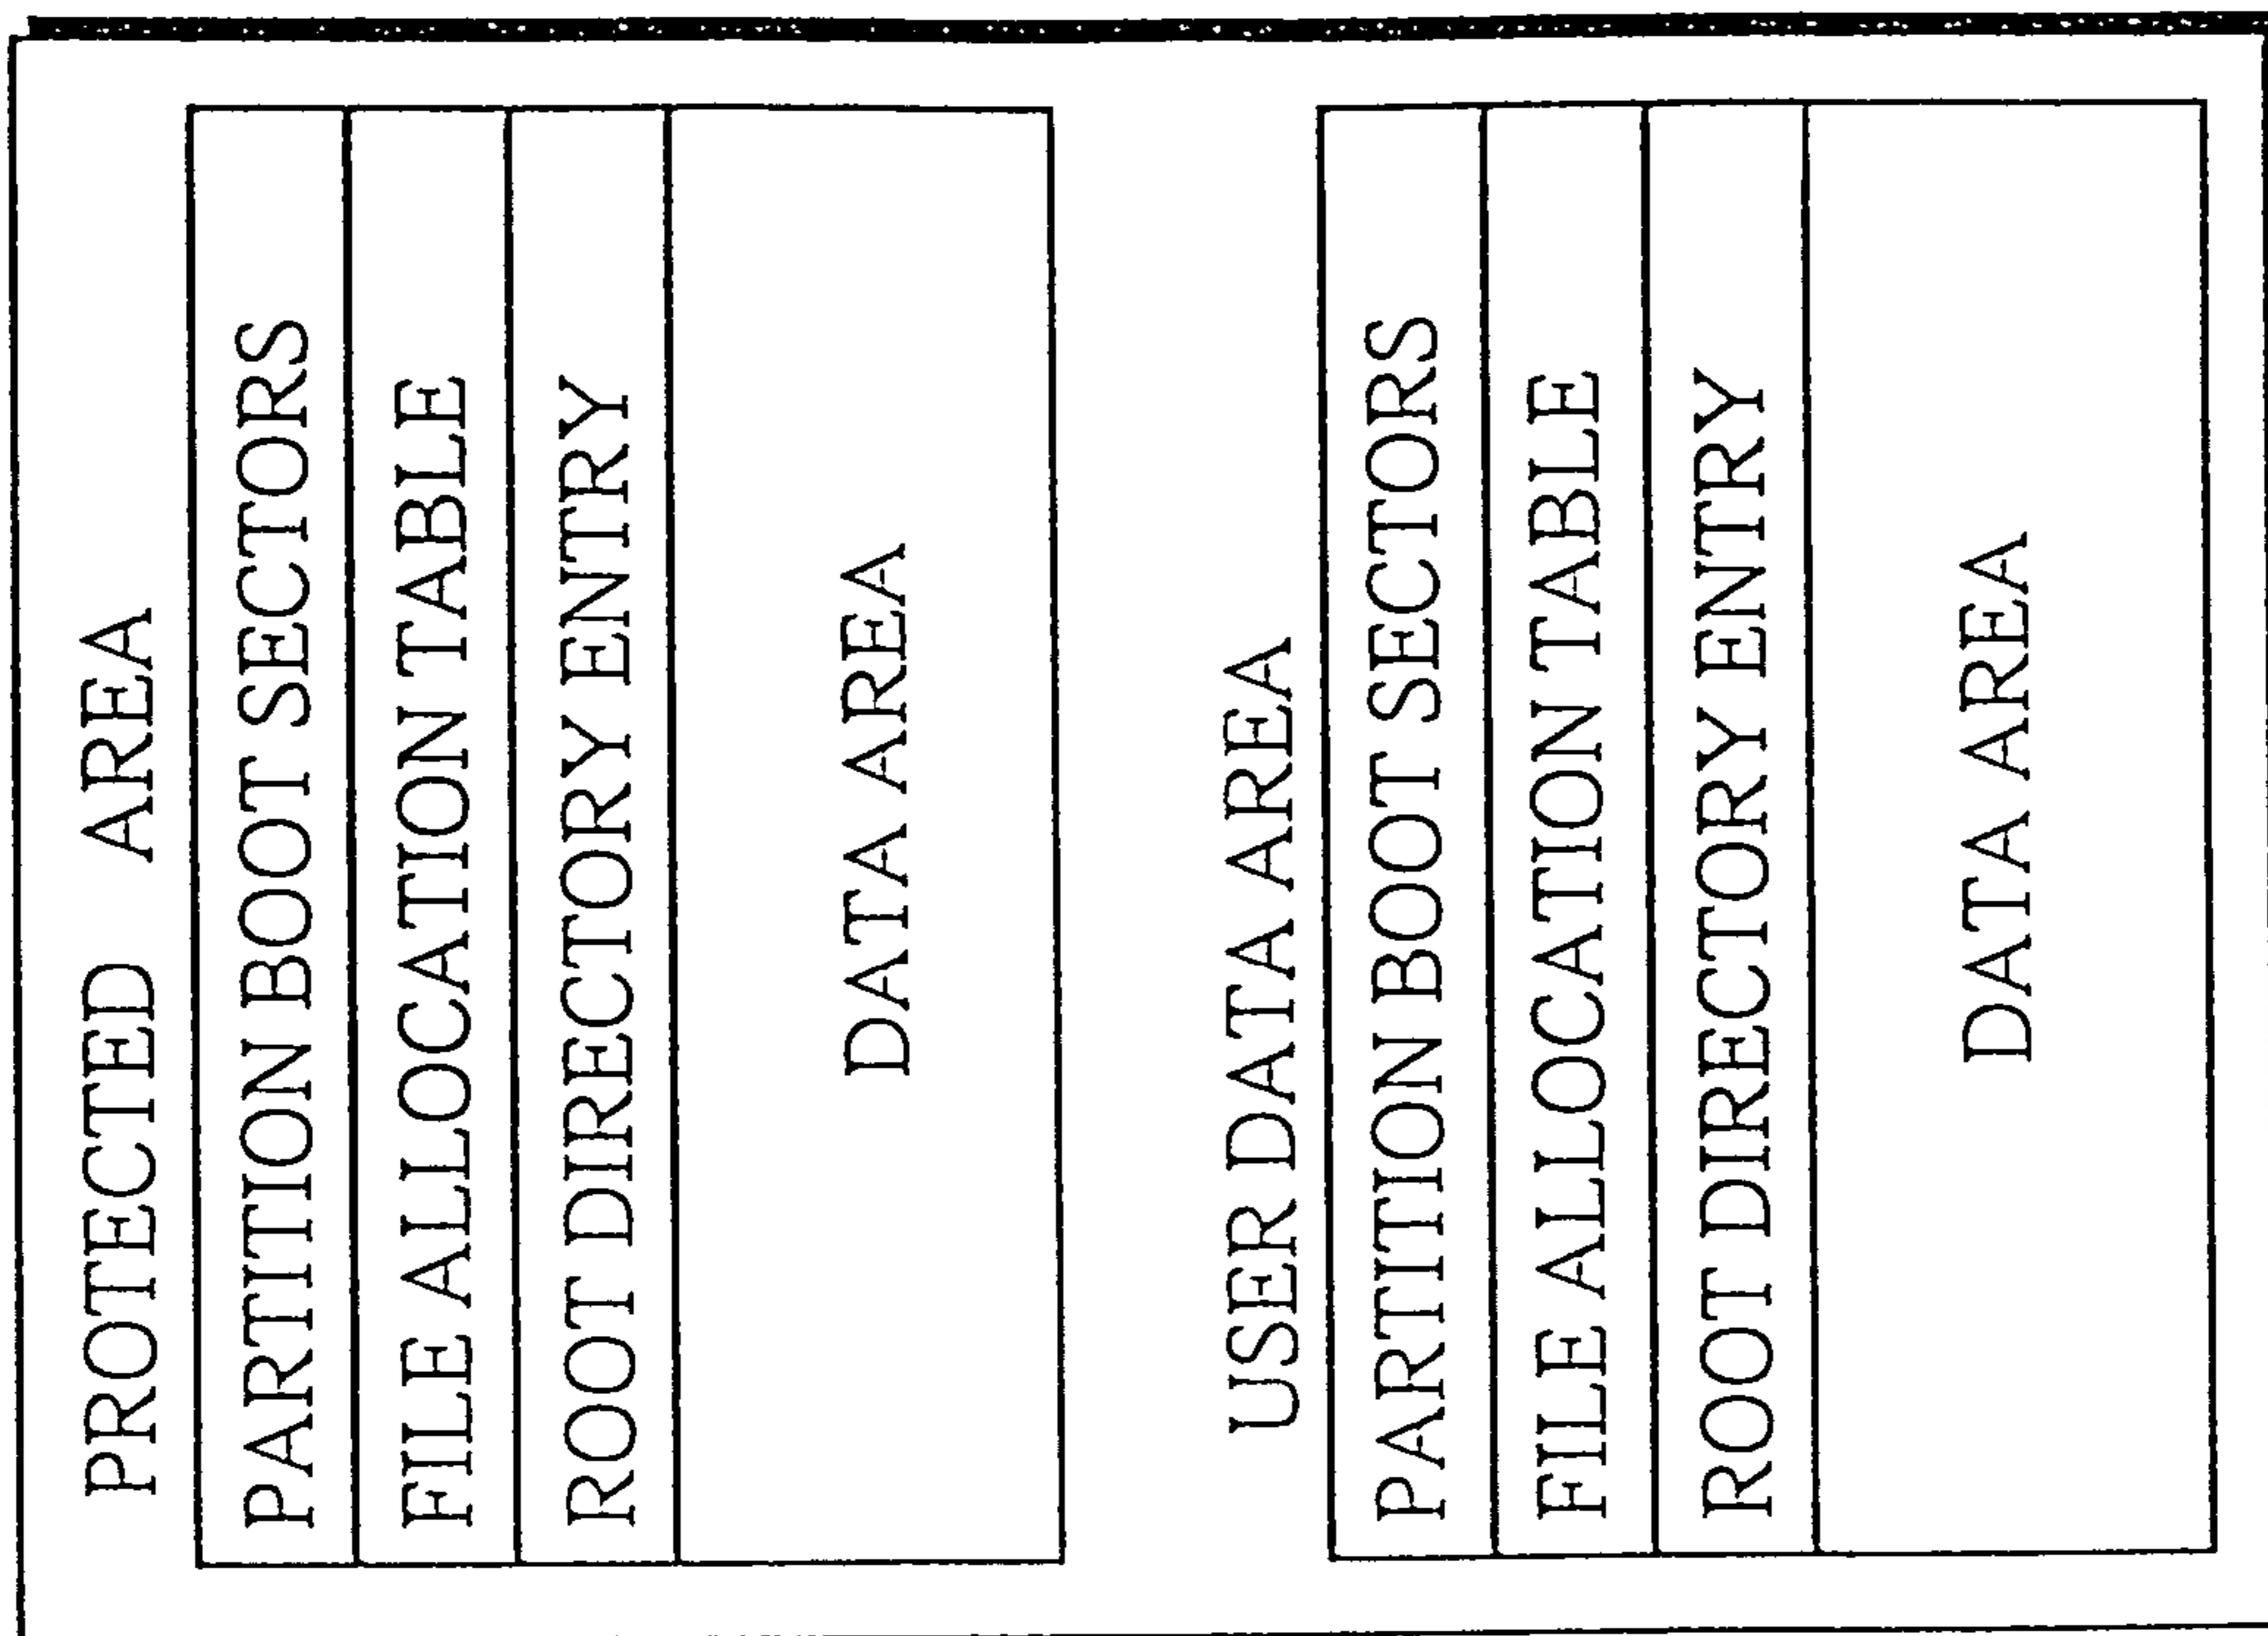 PROTECTED AREA
PARTITION BOOT SECTORS
FILE ALLOCATION TABLE
ROOT DIRECTORY ENTRY
DATA AREA
USER DATA AREA
PARTITION BOOT SECTORS
FILE ALLOCATION TABLE
ROOT DIRECTORY ENTRY
DATA AREA